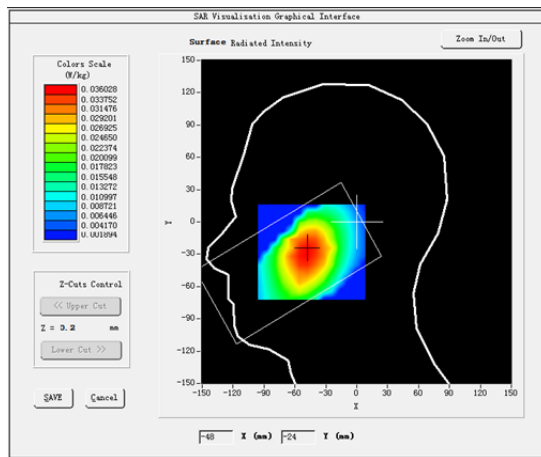 SAR Visualisation Graphical Interface
Surface Radiated Intensity
Zoom In/Out
Colors Scale
(W/kg)
0.036028
0.033752
0.031476
0.029201
0.026925
0.024650
0.022374
0.020099
0.017823
0.015548
0.013272
0.010997
0.008721
0.006446
0.004170
0.001894
150
120
90
60
30
0
-30
-60
-90
-120
-150
Y
-150 -120 -90 -60 -30 0 30 60 90 120 150
X
Z-Cuts Control
<< Upper Cut
Z = 3.2 mm
Lower Cut >>
SAVE Cancel
-48 X (mm) -24 Y (mm)